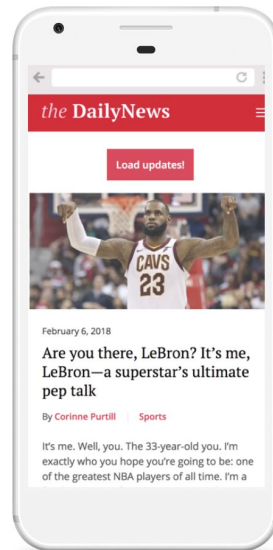 the DailyNews
Load updates!
CAVS
23
February 6, 2018
Are you there, LeBron? It’s me,
LeBron—a superstar’s ultimate
pep talk
By Corinne Purtill Sports
It’s me. Well, you. The 33-year-old you. I’m
exactly who you hope you’re going to be: one
of the greatest NBA players of all time. I’m a